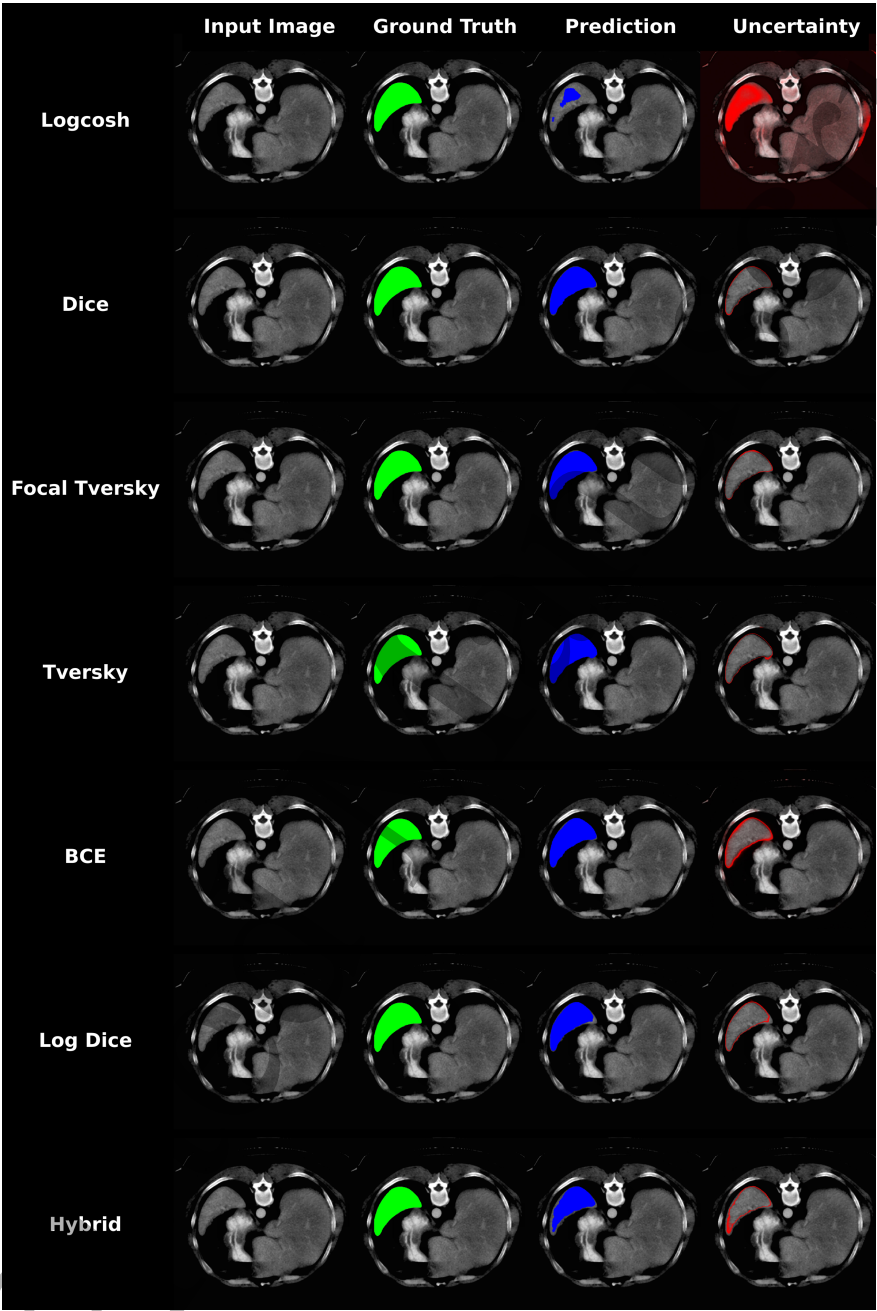 Input Image Ground Truth Prediction Uncertainty
Logcosh
Dice
Focal Tversky
Tversky
BCE
Log Dice
Hybrid